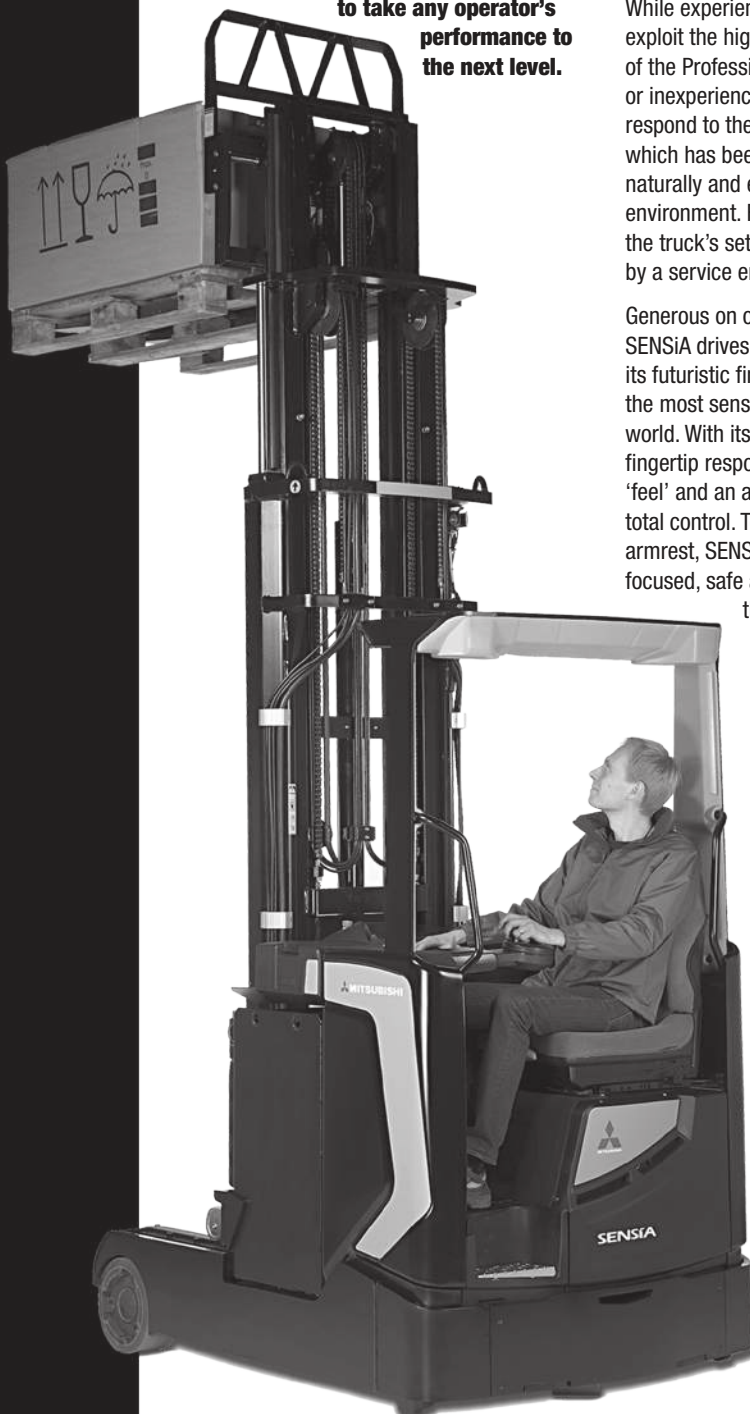 to take any operator's
performance to
the next level.
While experien
exploit the hig
of the Professi
or inexperienc
respond to the
which has bee
naturally and e
environment.
the truck's set
by a service en
Generous on c
SENSiA drives
its futuristic fin
the most sens
world. With its
fingertip respo
'feel' and an a
total control. T
armrest, SENS
focused, safe a
t
MITSUBISHI
MITSUBISHI
SENSiA